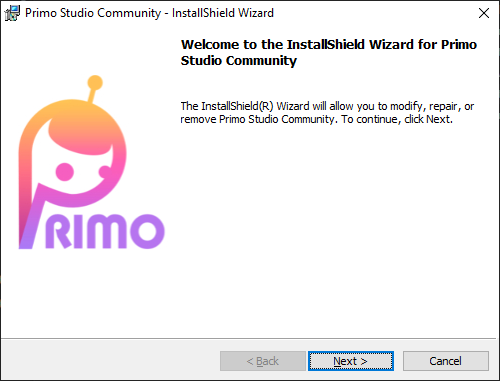 Primo Studio Community - InstallShield Wizard
Welcome to the InstallShield Wizard for Primo
Studio Community
The InstallShield(R) Wizard will allow you to modify, repair, or
remove Primo Studio Community. To continue, click Next.
PRIMO
< Back
Next >
Cancel